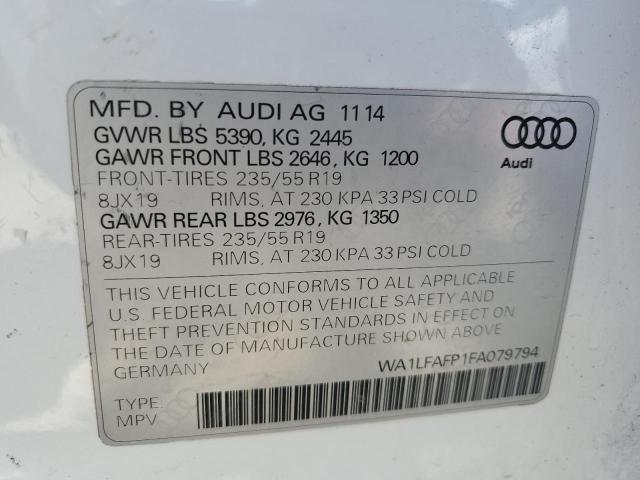 MFD. BY AUDI AG 11 14
GVWR LBS 5390, KG 2445
GAWR FRONT LBS 2646, KG 1200
FRONT-TIRES 235/55 R19
8JX19 RIMS, AT 230 KPA 33 PSI COLD
GAWR REAR LBS 2976, KG 1350
REAR-TIRES 235/55 R19
8JX19 RIMS, AT 230 KPA 33 PSI COLD
Audi
THIS VEHICLE CONFORMS TO ALL APPLICABLE
U.S. FEDERAL MOTOR VEHICLE SAFETY AND
THEFT PREVENTION STANDARDS IN EFFECT ON
THE DATE OF MANUFACTURE SHOWN ABOVE
GERMANY
WA1LFAFP1FA079794
TYPE:
MPV